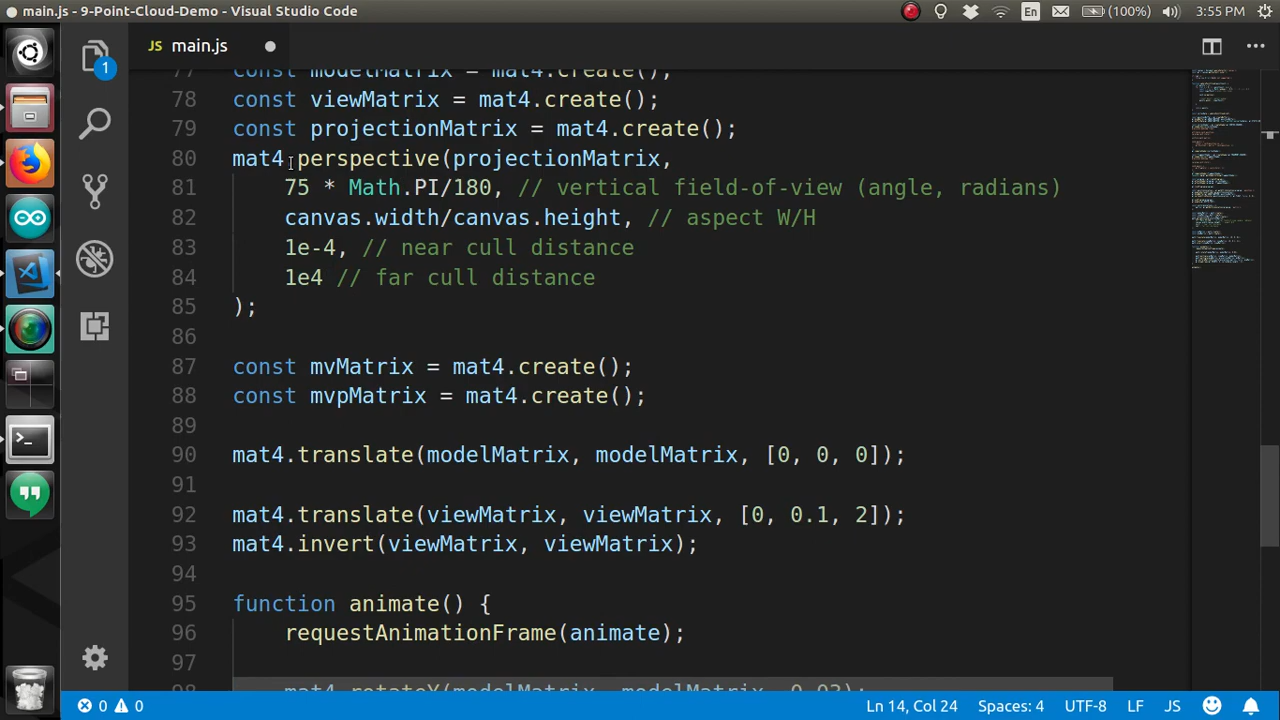 main.js - 9-Point-Cloud-Demo - Visual Studio Code
En
(100%)
3:55 PM
JS main.js
1
77 const modelMatrix = mat4.create();
78 const viewMatrix = mat4.create();
79 const projectionMatrix = mat4.create();
80 mat4.perspective(projectionMatrix,
81 75 * Math.PI/180, // vertical field-of-view (angle, radians)
82 canvas.width/canvas.height, // aspect W/H
83 1e-4, // near cull distance
84 1e4 // far cull distance
85 );
86
87 const mvMatrix = mat4.create();
88 const mvpMatrix = mat4.create();
89
90 mat4.translate(modelMatrix, modelMatrix, [0, 0, 0]);
91
92 mat4.translate(viewMatrix, viewMatrix, [0, 0.1, 2]);
93 mat4.invert(viewMatrix, viewMatrix);
94
95 function animate() {
96 requestAnimationFrame(animate);
97
98 mat4.rotateY(modelMatrix, modelMatrix, 0.03);
0 0
Ln 14, Col 24
Spaces: 4
UTF-8
LF
JS